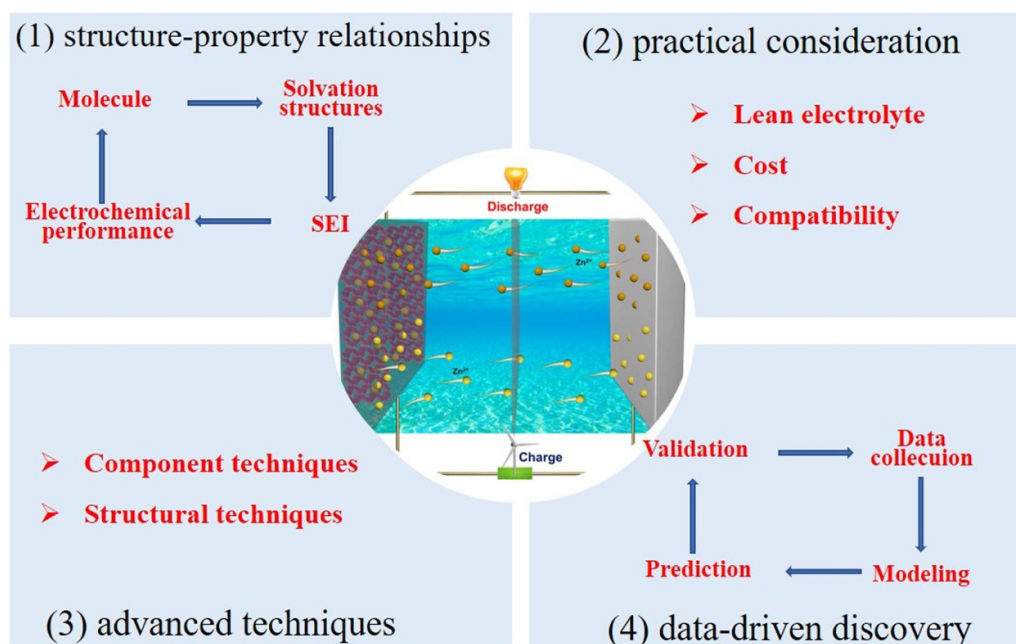 (1) structure-property relationships
Molecule
Solvation
structures
SEI
Electrochemical
performance
(2) practical consideration
➢ Lean electrolyte
➢ Cost
➢ Compatibility
Discharge
Zn²⁺
Zn²⁺
Charge
➢ Component techniques
➢ Structural techniques
(3) advanced techniques
Validation
Data
collecuion
Modeling
Prediction
(4) data-driven discovery